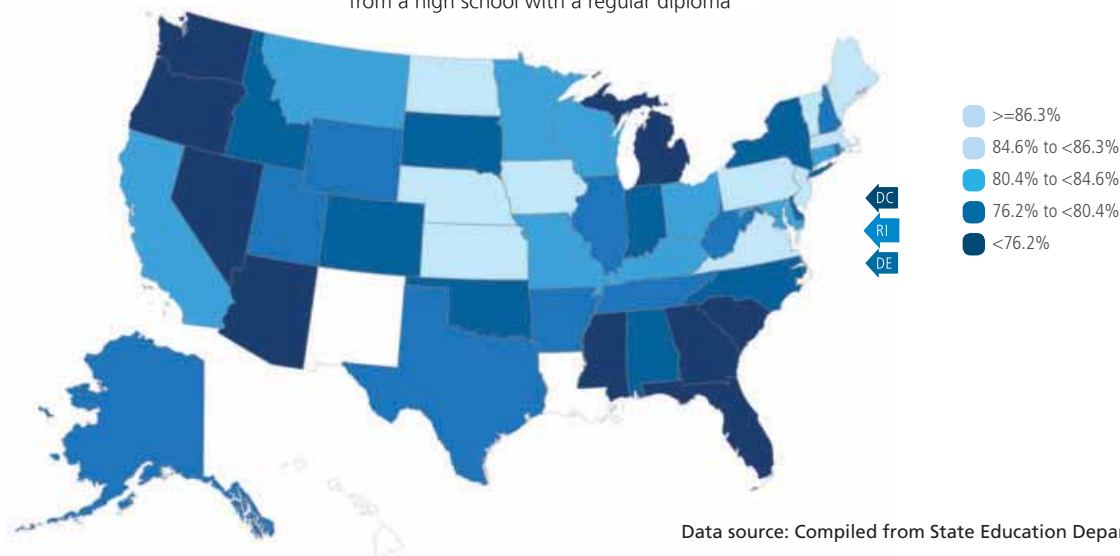 from a high school with a regular diploma
>=86.3%
84.6% to <86.3%
80.4% to <84.6%
76.2% to <80.4%
<76.2%
DC
RI
DE
Data source: Compiled from State Education Depar